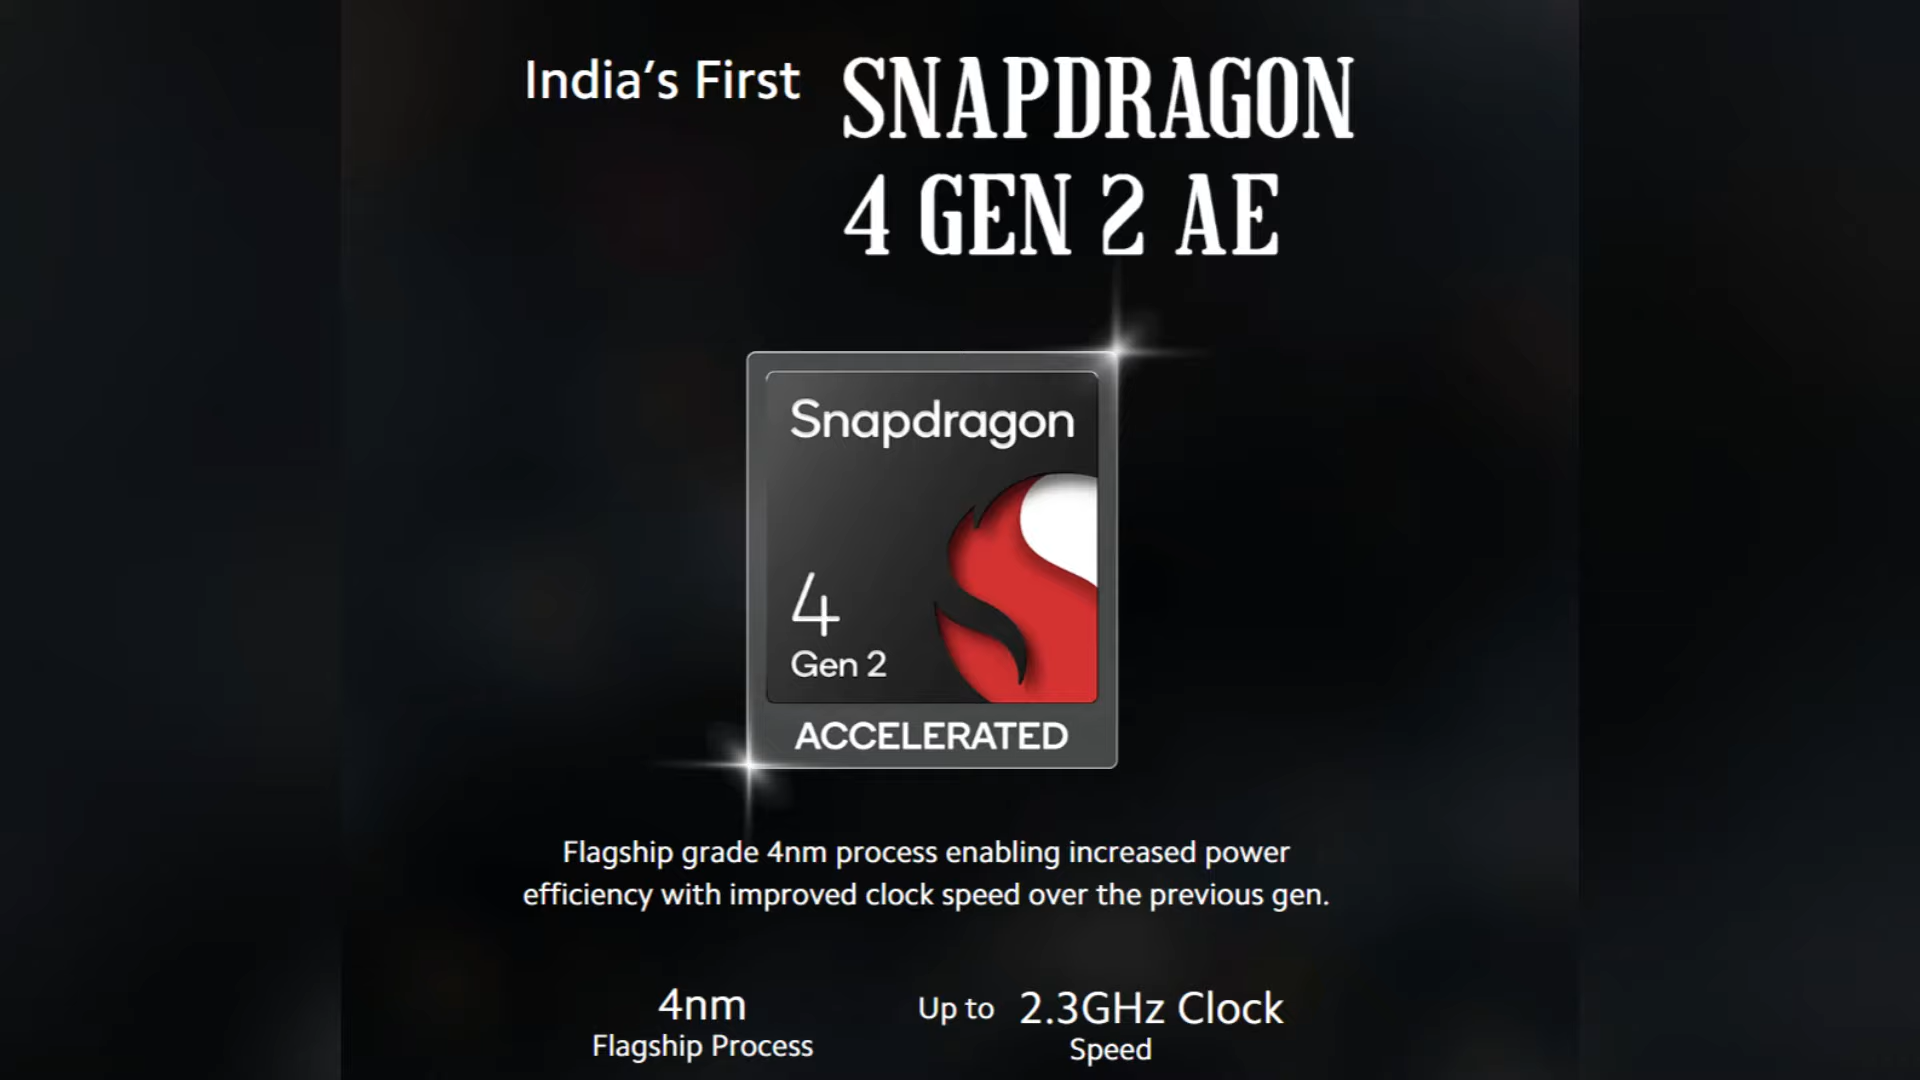 India's First SNAPDRAGON
4 GEN 2 AE
Snapdragon
4
Gen 2
ACCELERATED
Flagship grade 4nm process enabling increased power
efficiency with improved clock speed over the previous gen.
4nm
Flagship Process
Up to 2.3GHz Clock
Speed